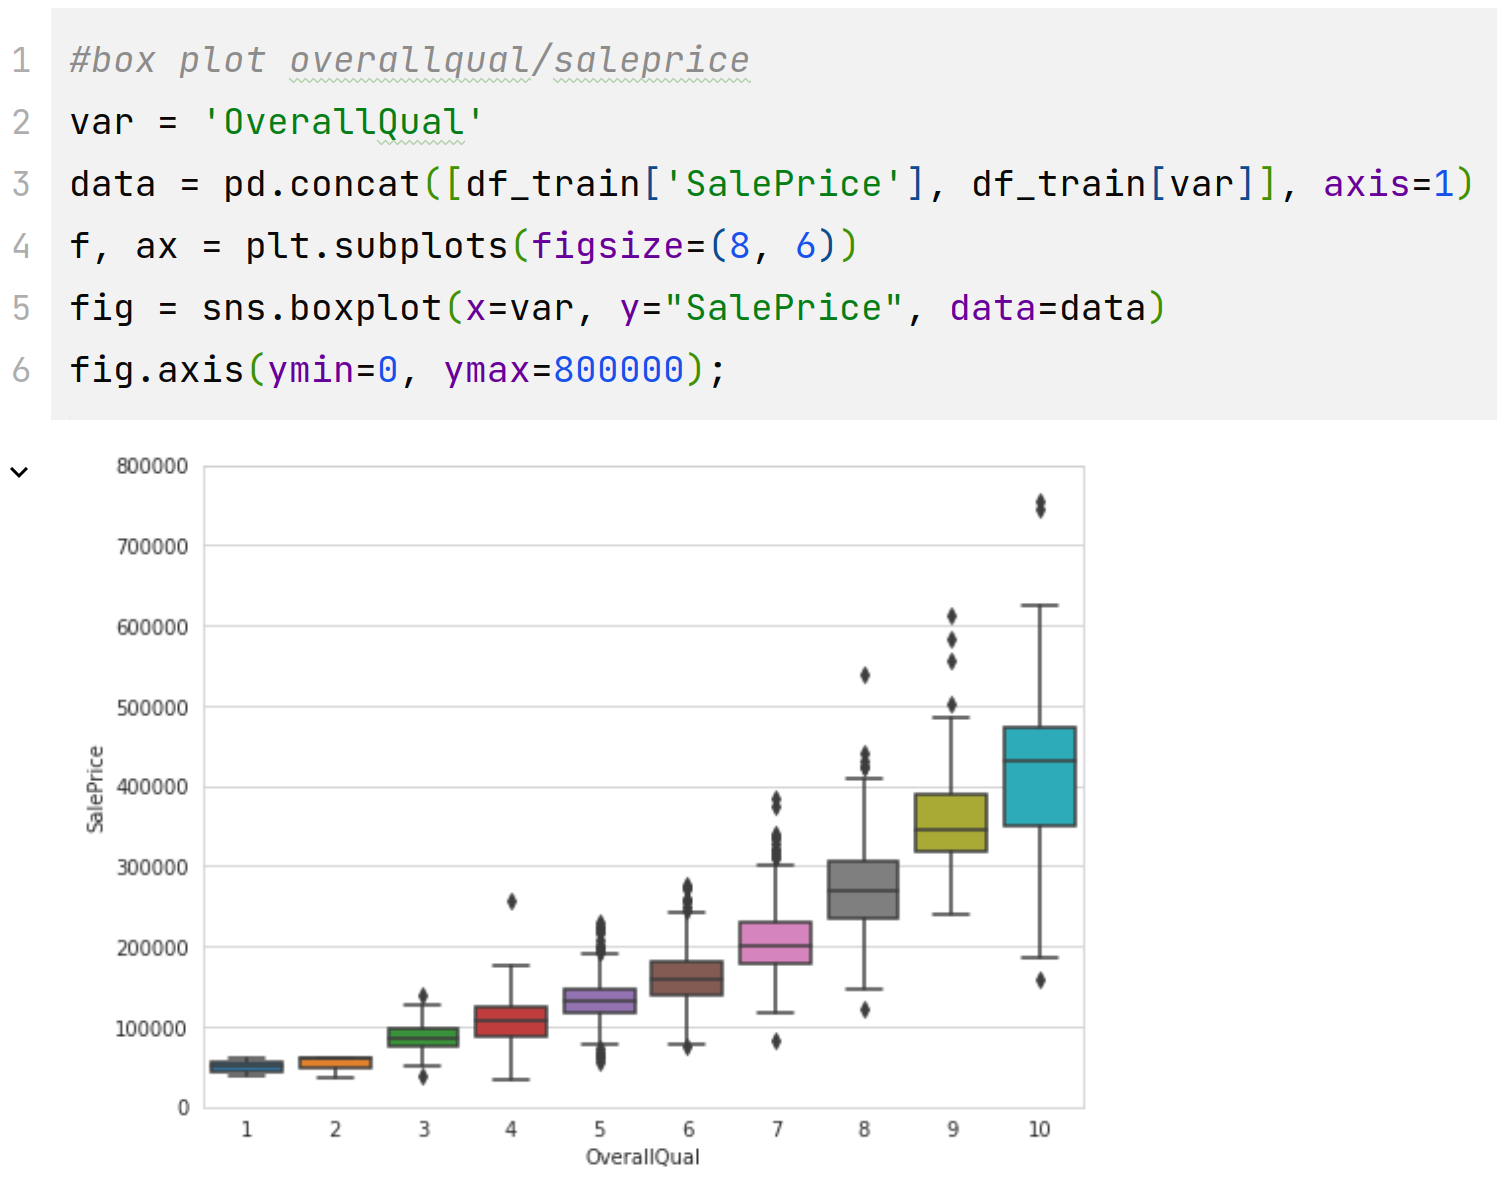 1 #box plot overallqual/saleprice
2 var = 'OverallQual'
3 data = pd.concat([df_train['SalePrice'], df_train[var]], axis=1)
4 f, ax = plt.subplots(figsize=(8, 6))
5 fig = sns.boxplot(x=var, y="SalePrice", data=data)
6 fig.axis(ymin=0, ymax=800000);
800000
700000
600000
500000
400000
300000
200000
100000
0
SalePrice
1 2 3 4 5 6 7 8 9 10
OverallQual